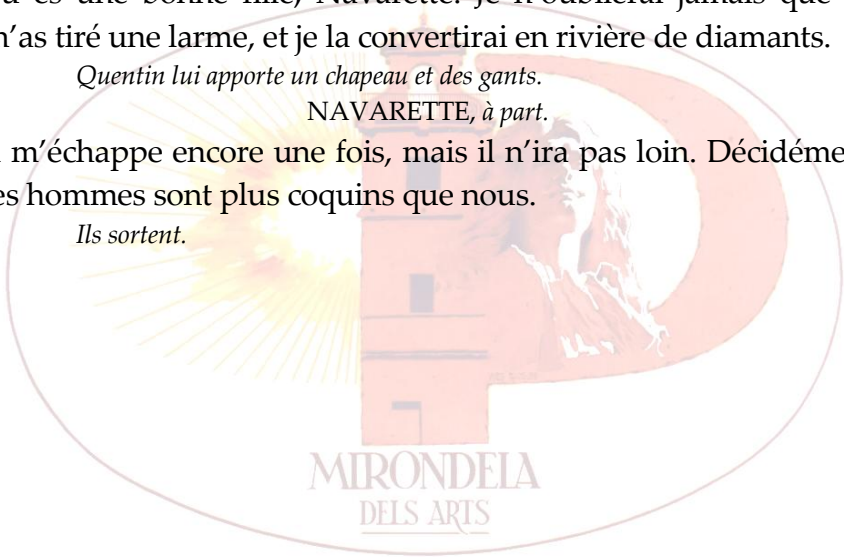 es une bonne fille, Navarette. Je n'oublierai jamais que
n'as tiré une larme, et je la convertirai en rivière de diamants.
Quentin lui apporte un chapeau et des gants.
NAVARETTE, à part.
m'échappe encore une fois, mais il n'ira pas loin. Décidéme
es hommes sont plus coquins que nous.
Ils sortent.
MIRONDELA
DELS ARTS